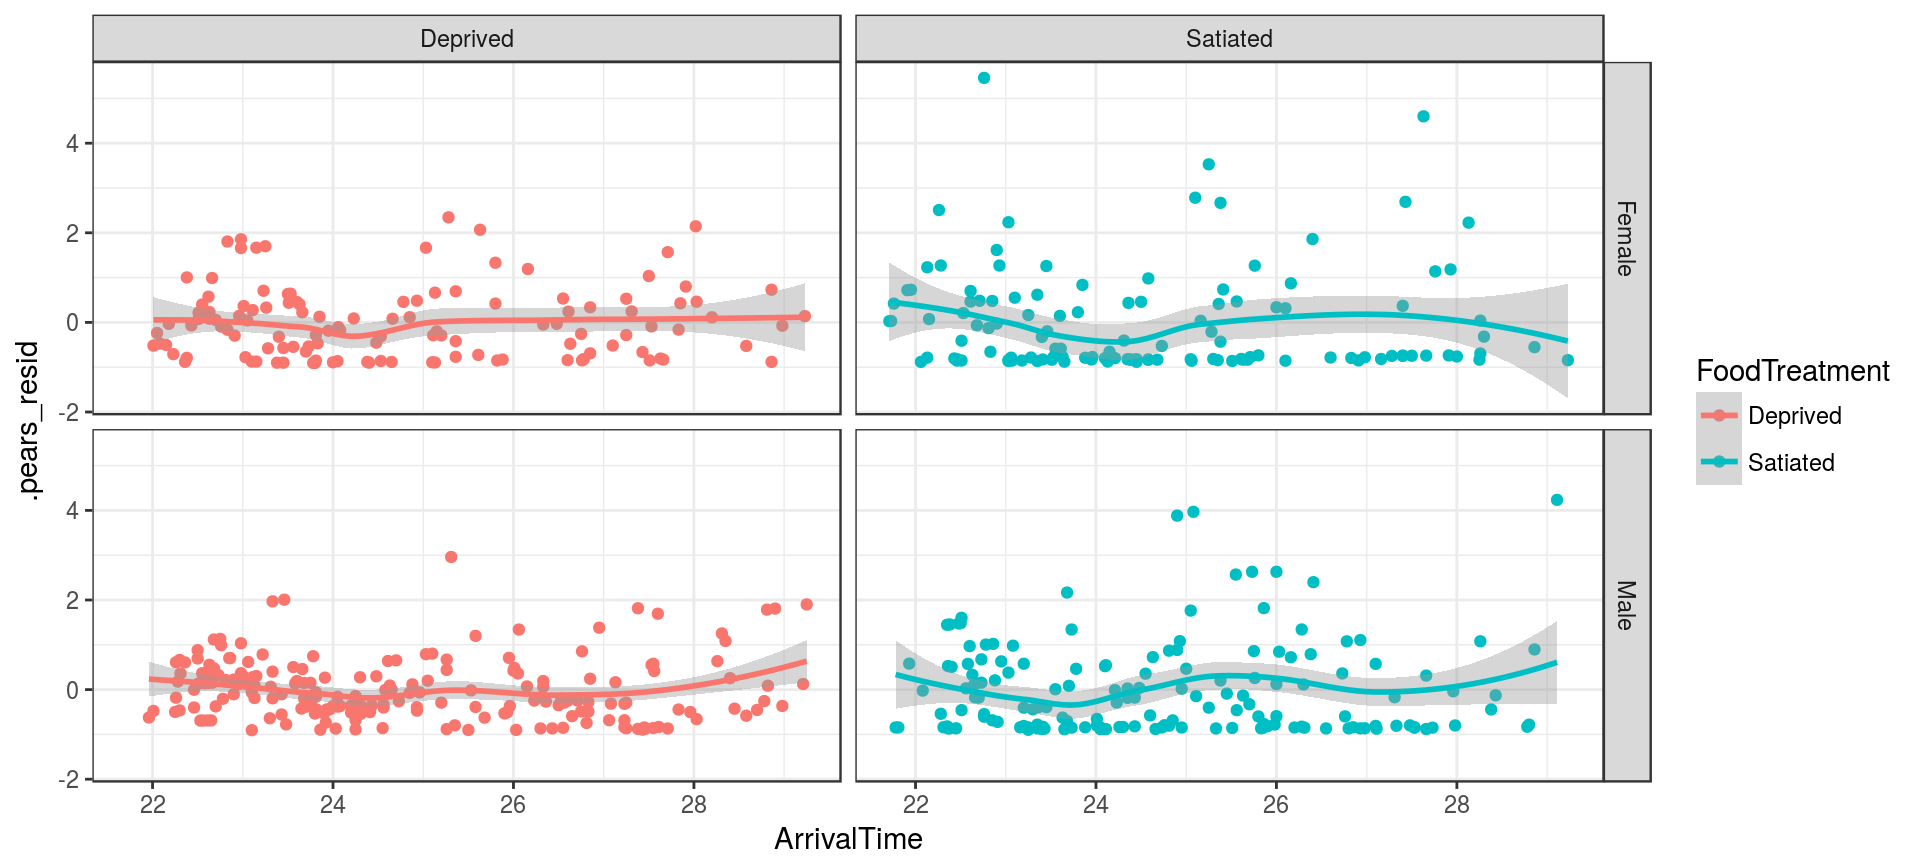 Deprived
Satiated
4
2
0
-2
Female
4
2
0
-2
Male
22
24
26
28
22
24
26
28
ArrivalTime
.pears_resid
FoodTreatment
Deprived
Satiated